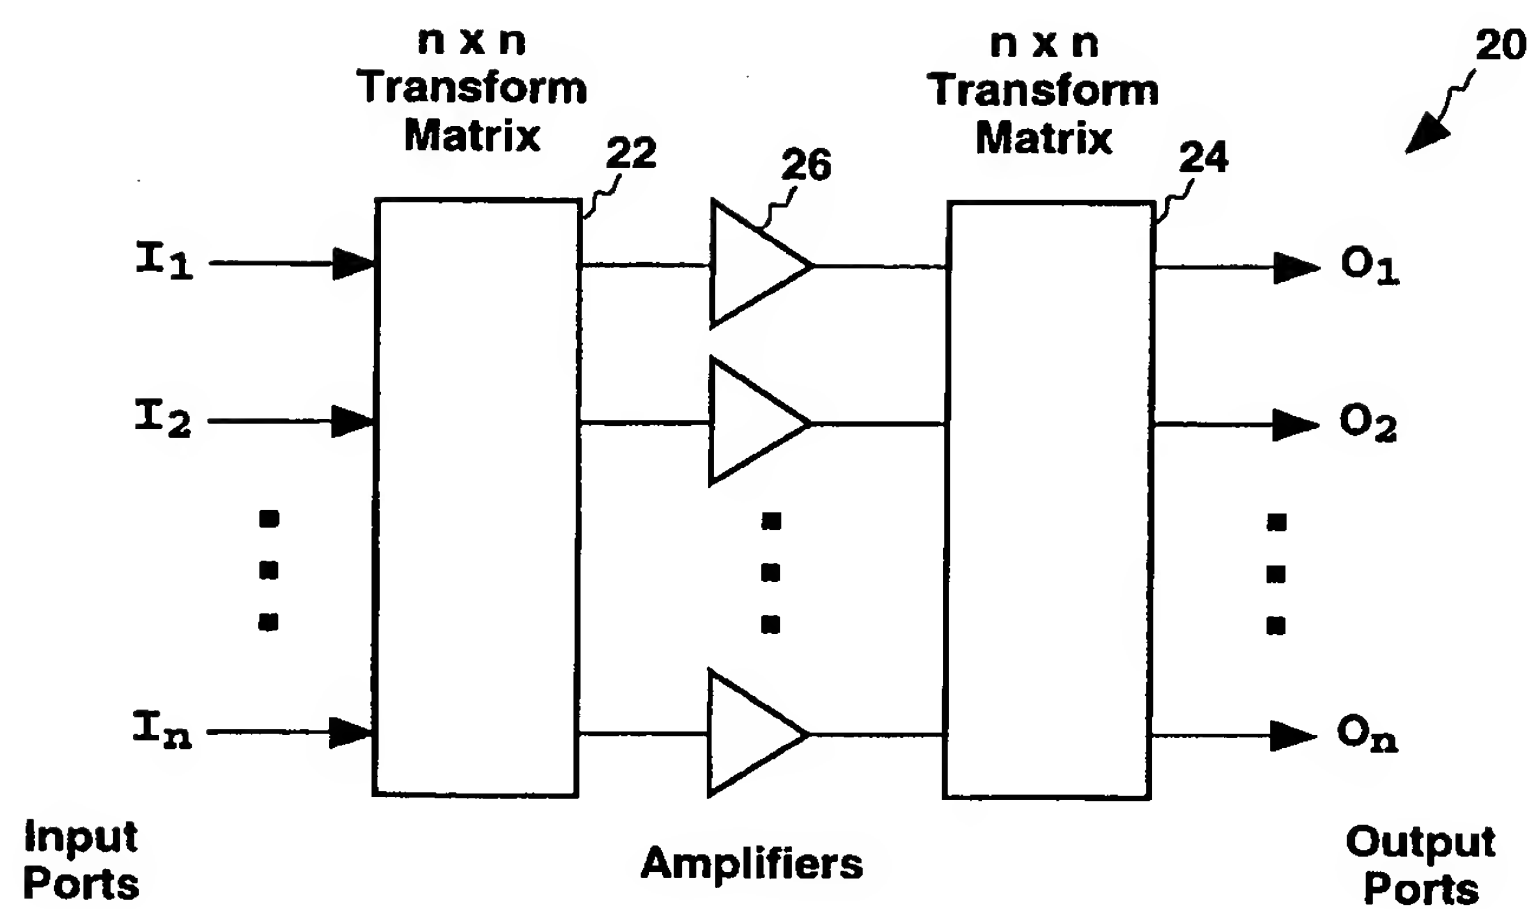 n x n
Transform
Matrix
n x n
Transform
Matrix
20
22
26
24
I1
O1
I2
O2
In
On
Input
Ports
Amplifiers
Output
Ports